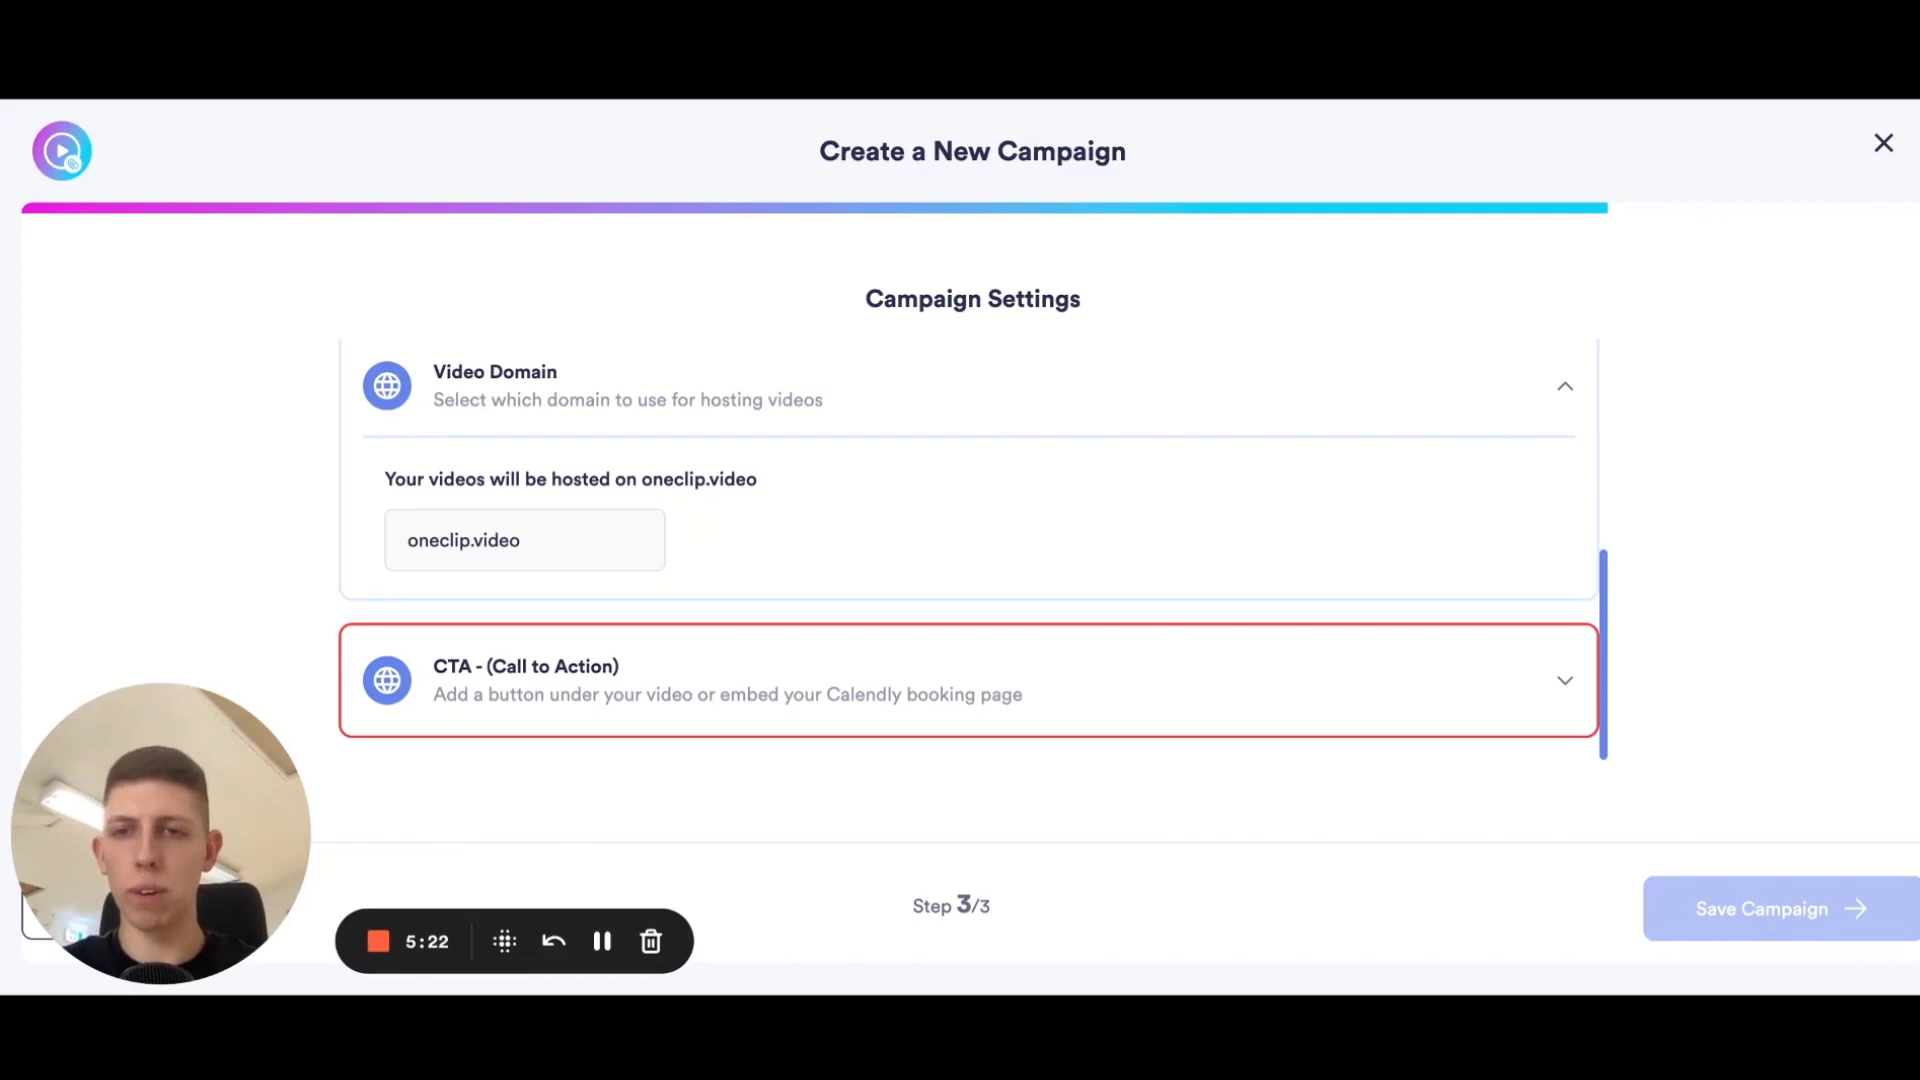 Create a New Campaign
Campaign Settings
Video Domain
Select which domain to use for hosting videos
Your videos will be hosted on oneclip.video
oneclip.video
CTA - (Call to Action)
Add a button under your video or embed your Calendly booking page
Step 3/3
Save Campaign
5:22